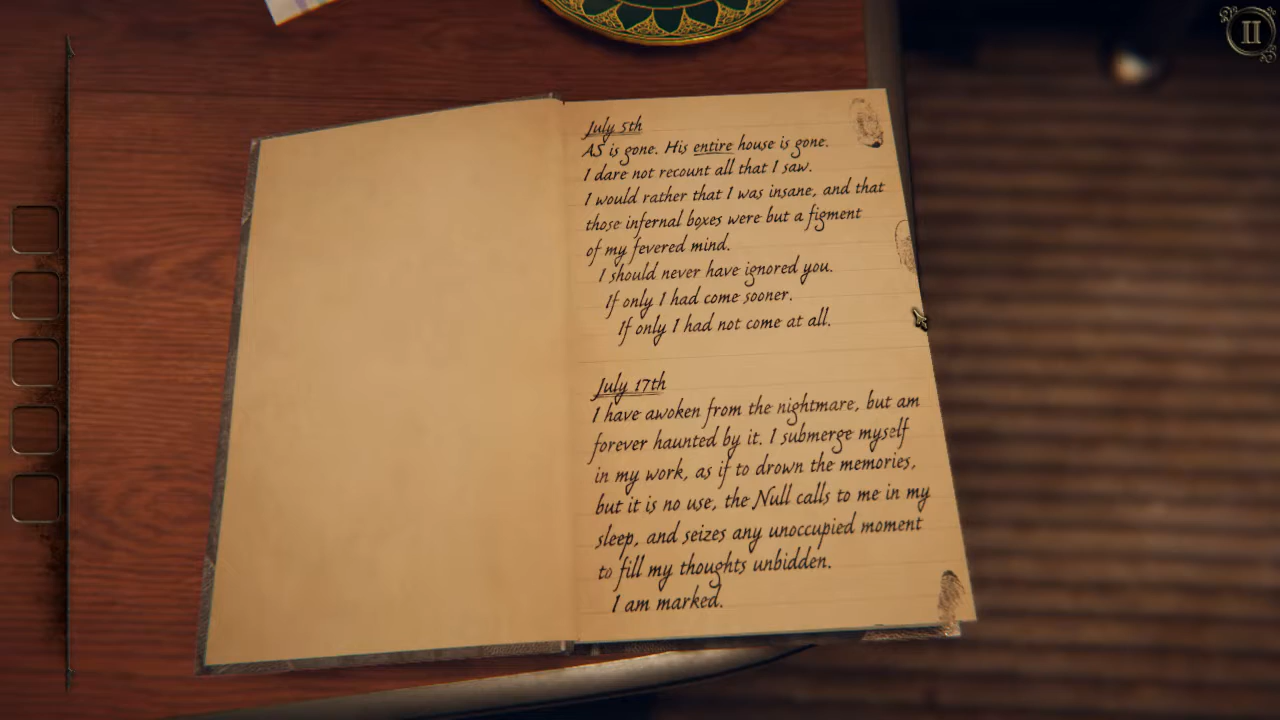 II
July 5th
AS is gone. His entire house is gone.
I dare not recount all that I saw.
I would rather that I was insane, and that
those infernal boxes were but a figment
of my fevered mind.
I should never have ignored you.
If only I had come sooner.
If only I had not come at all.
July 17th
I have awoken from the nightmare, but am
forever haunted by it. I submerge myself
in my work, as if to drown the memories,
but it is no use, the Null calls to me in my
sleep, and seizes any unoccupied moment
to fill my thoughts unbidden.
I am marked.